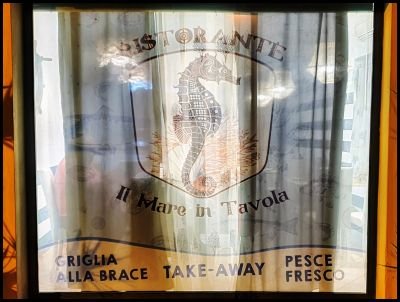 RISTORANTE
Il Mare in Tavola
GRIGLIA
ALLA BRACE
TAKE-AWAY
PESCE
FRESCO